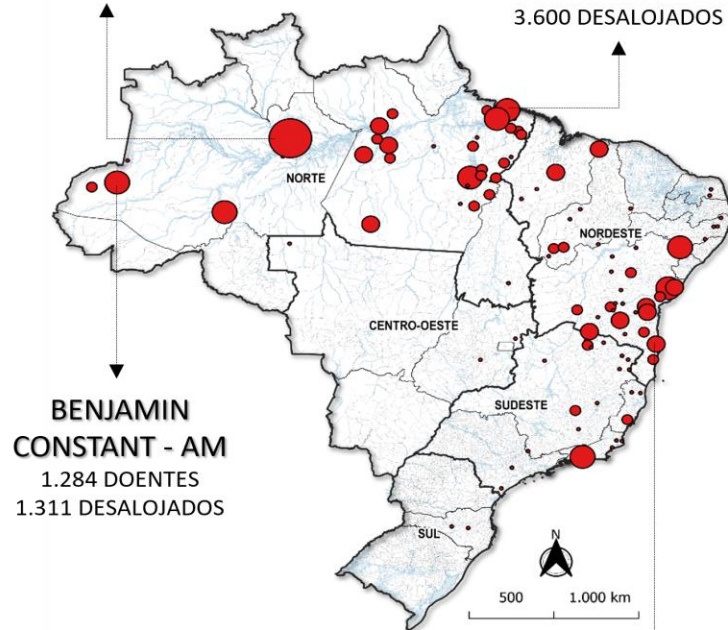 3.600 DESALOJADOS
NORTE
NORDESTE
CENTRO-OESTE
SUDESTE
BENJAMIN
CONSTANT - AM
1.284 DOENTES
1.311 DESALOJADOS
SUL
N
500 1.000 km